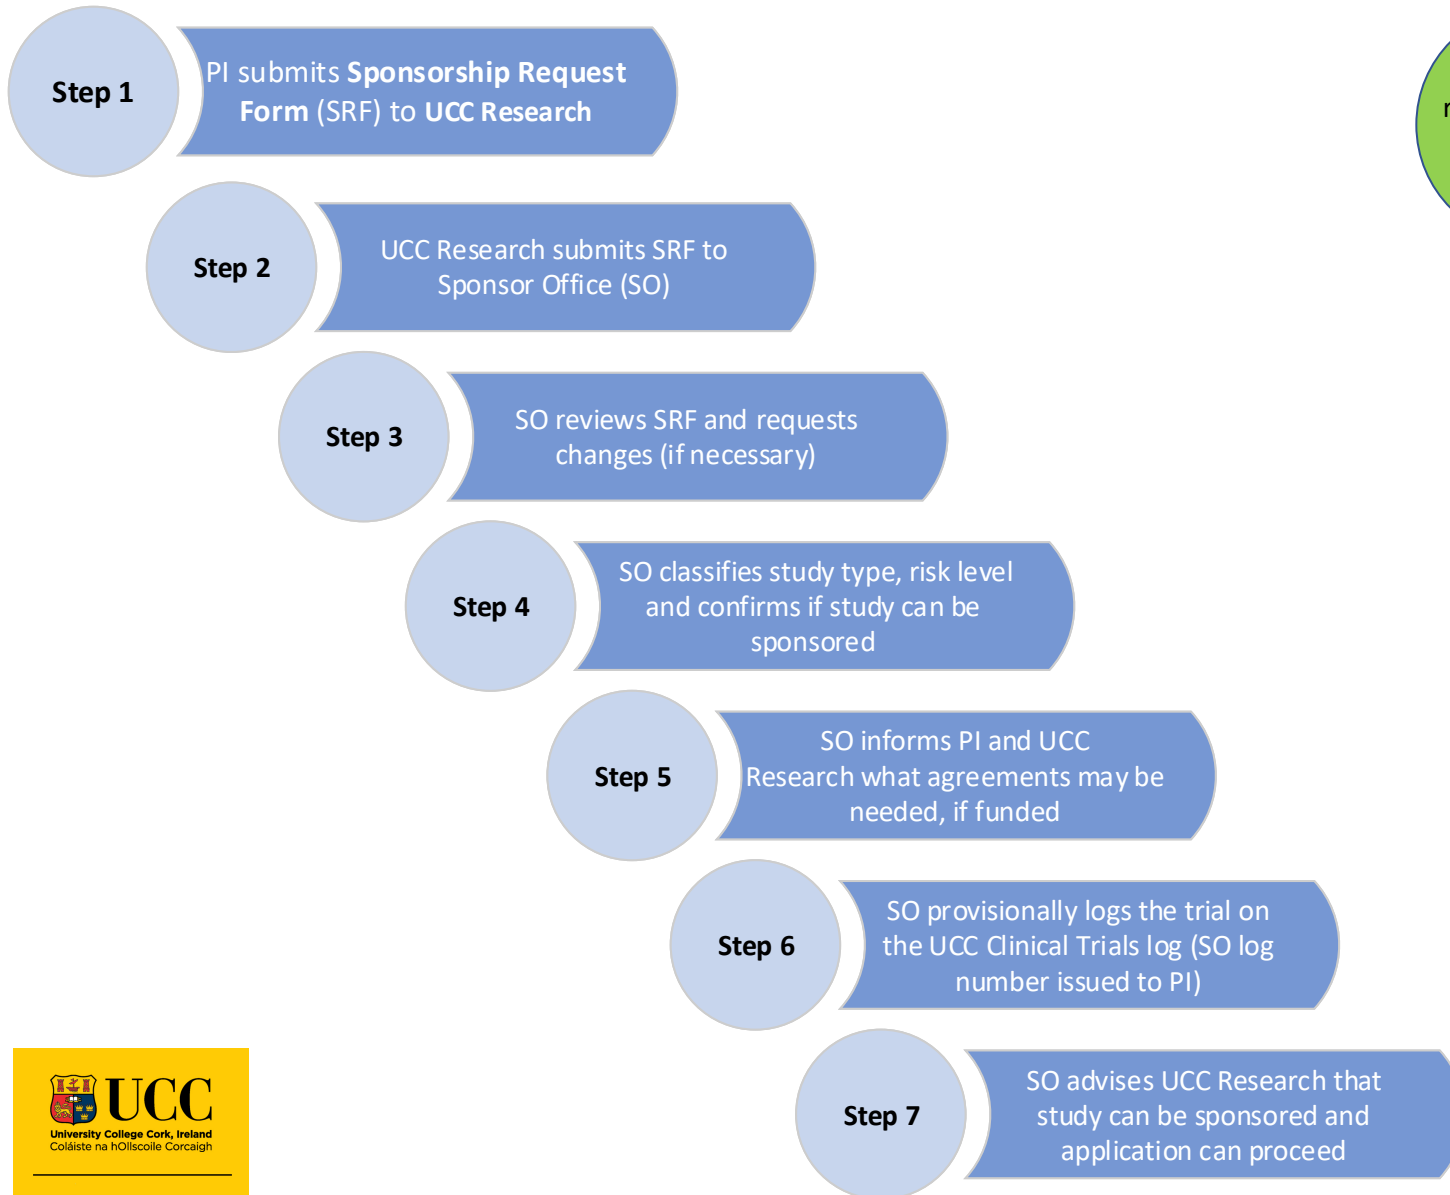 Step 1
PI submits Sponsorship Request
Form (SRF) to UCC Research
Step 2
UCC Research submits SRF to
Sponsor Office (SO)
Step 3
SO reviews SRF and requests
changes (if necessary)
Step 4
SO classifies study type, risk level
and confirms if study can be
sponsored
Step 5
SO informs PI and UCC
Research what agreements may be
needed, if funded
Step 6
SO provisionally logs the trial on
the UCC Clinical Trials log (SO log
number issued to PI)
Step 7
SO advises UCC Research that
study can be sponsored and
application can proceed
UCC
University College Cork, Ireland
Coláiste na hOllscoile Corcaigh